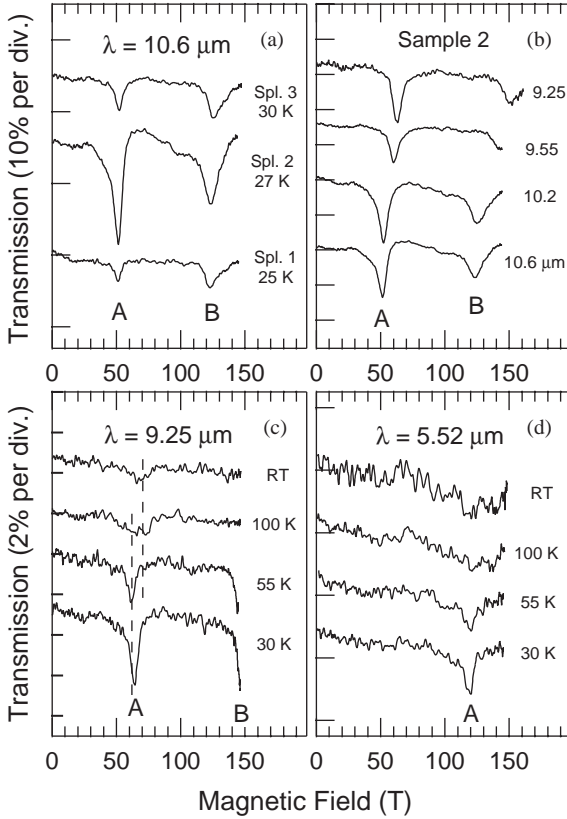 Transmission (10% per div.)
λ = 10.6 μm
(a)
Spl. 3
30 K
Spl. 2
27 K
Spl. 1
25 K
A
B
0
50
100
150
Sample 2
(b)
9.25
9.55
10.2
10.6 μm
A
B
0
50
100
150
Transmission (2% per div.)
λ = 9.25 μm
(c)
RT
100 K
55 K
30 K
A
B
0
50
100
150
λ = 5.52 μm
(d)
RT
100 K
55 K
30 K
A
0
50
100
150
Magnetic Field (T)